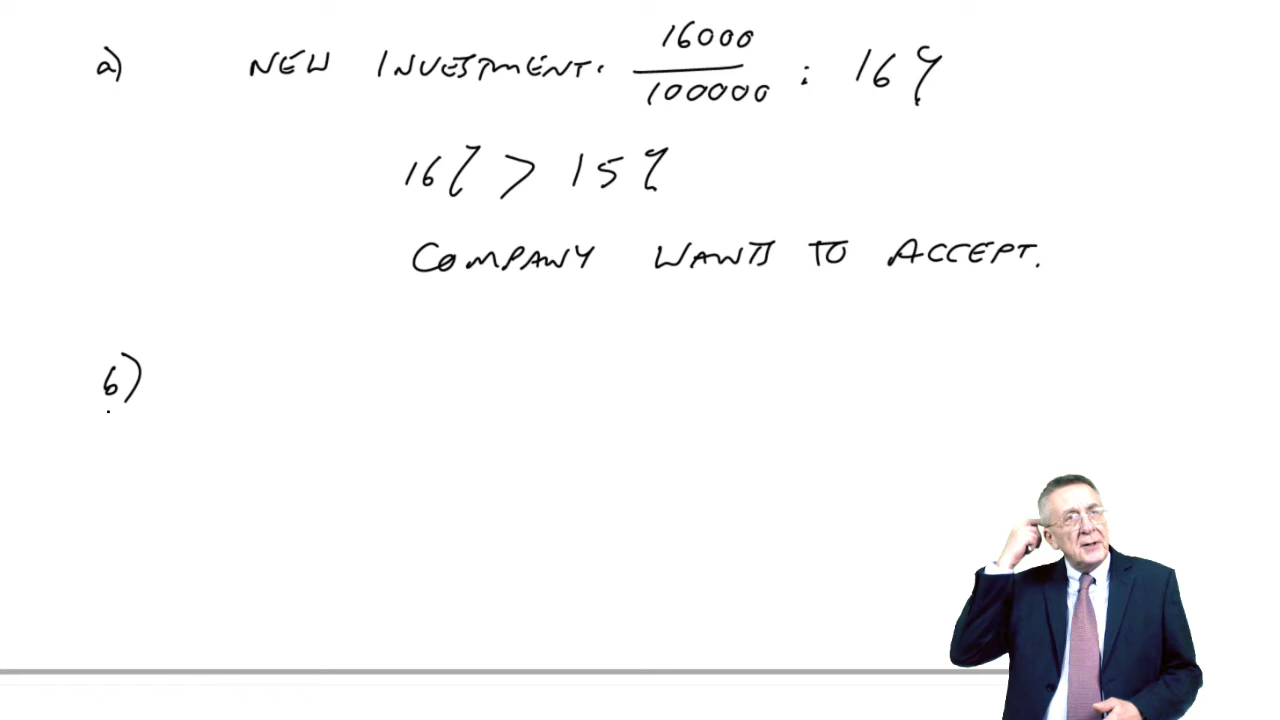 a) NEW INVESTMENT: 16000 / 100000 : 16%
16% > 15%
COMPANY WANTS TO ACCEPT.
b)